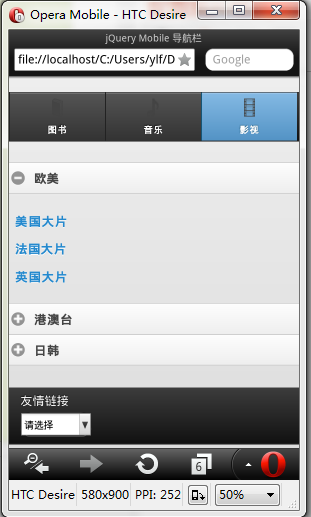 Opera Mobile - HTC Desire
jQuery Mobile 导航栏
file://localhost/C:/Users/ylf/D
Google
图书 音乐 影视
欧美
美国大片
法国大片
英国大片
港澳台
日韩
友情链接
请选择
6
HTC Desire 580x900 PPI: 252 50%